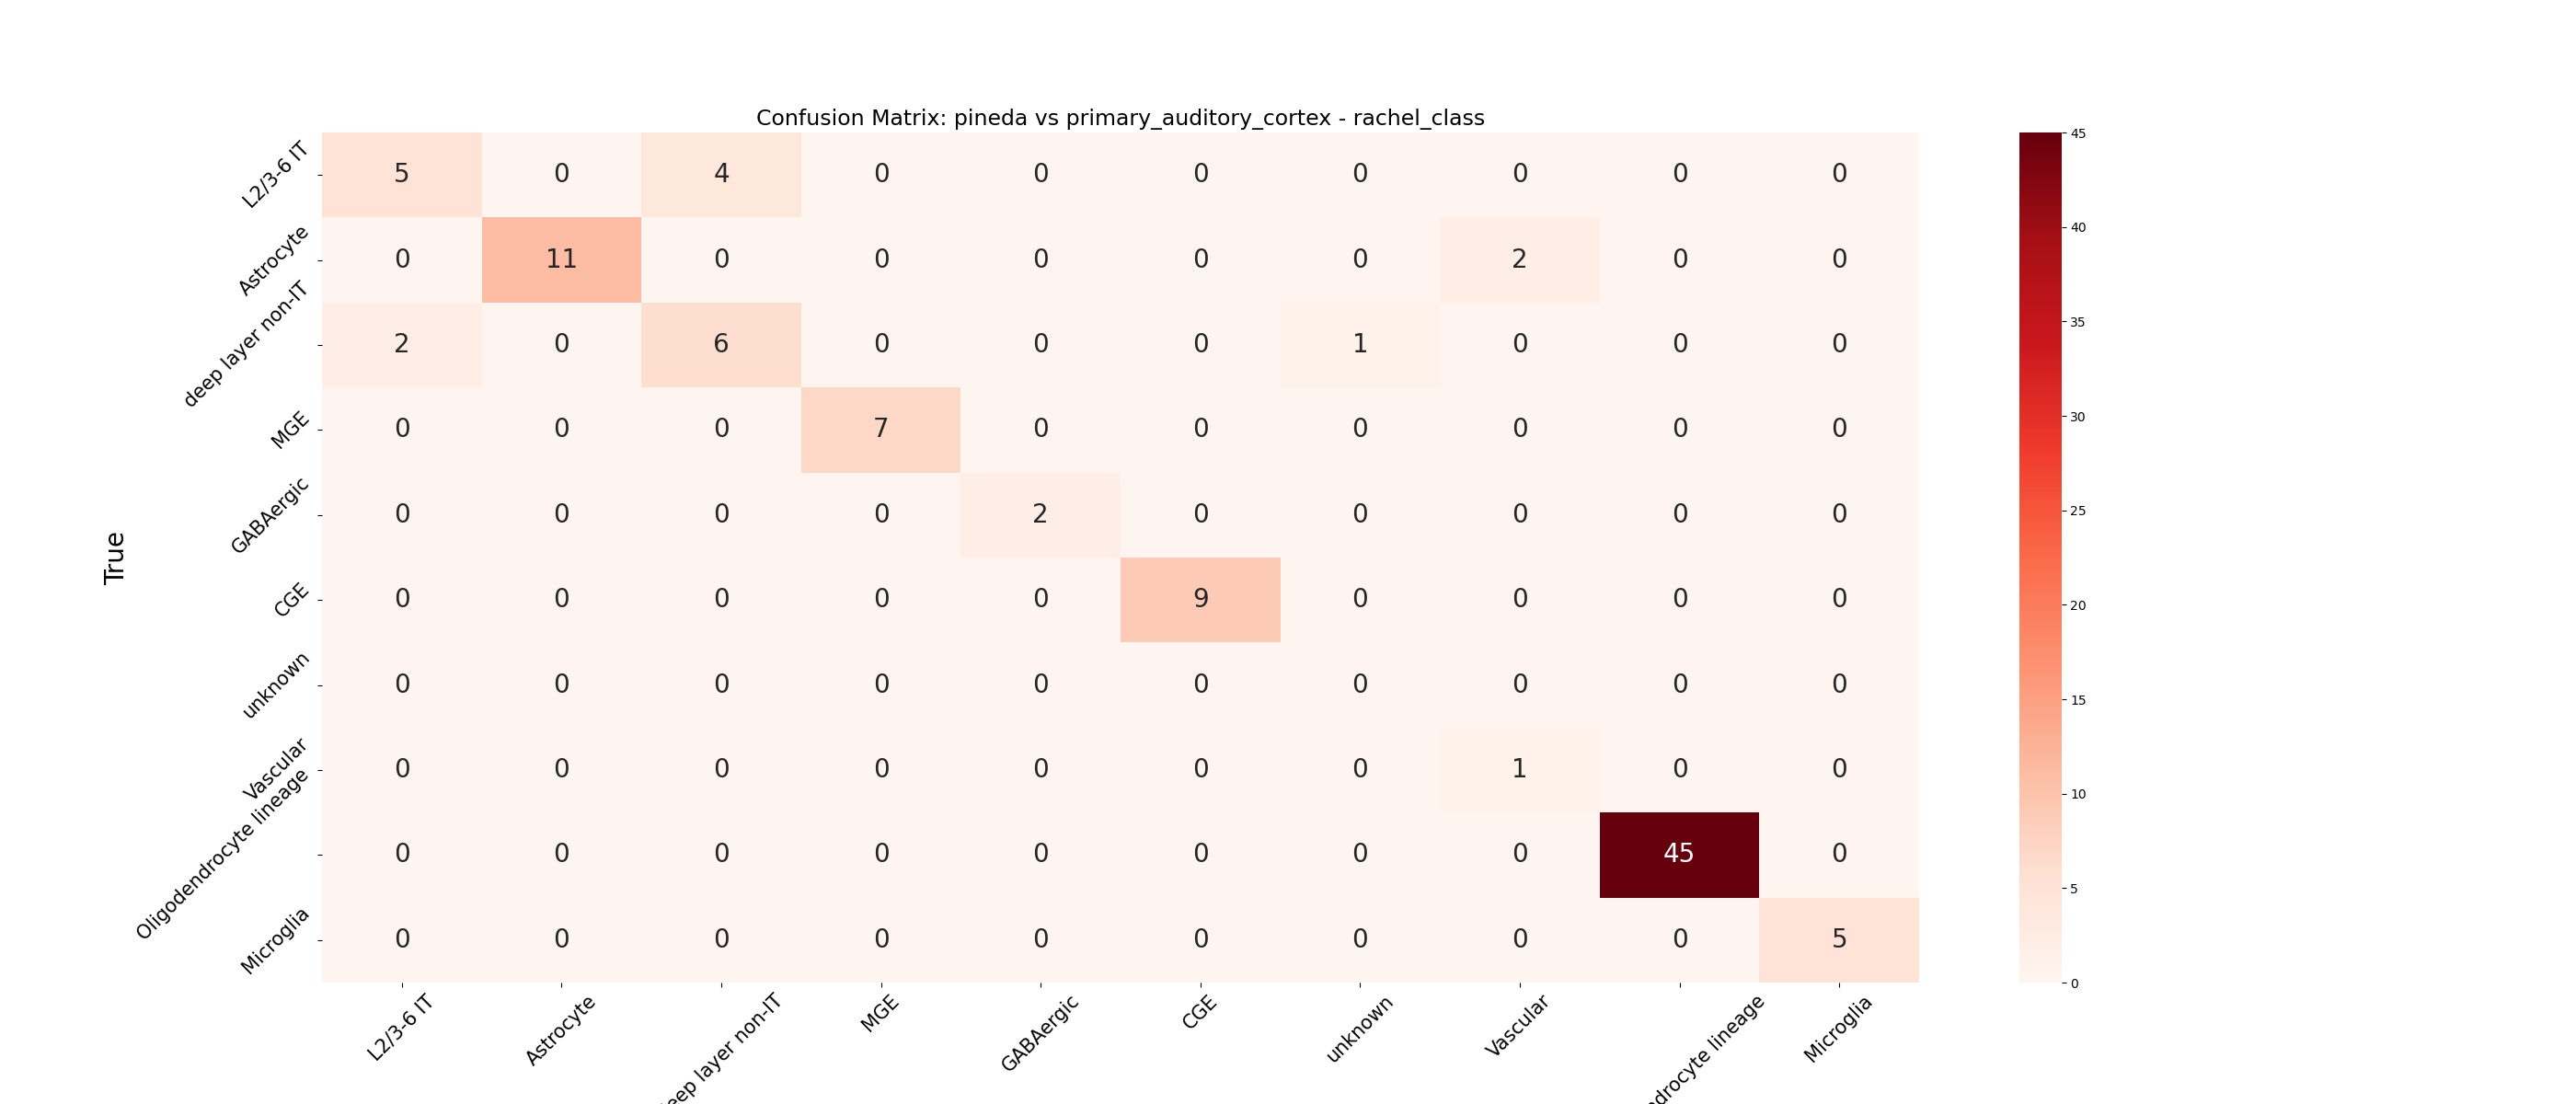 Confusion Matrix: pineda vs primary_auditory_cortex - rachel_class
True
L2/3-6 IT 5 0 4 0 0 0 0 0 0 0
Astrocyte 0 11 0 0 0 0 0 2 0 0
deep layer non-IT 2 0 6 0 0 0 1 0 0 0
MGE 0 0 0 7 0 0 0 0 0 0
GABAergic 0 0 0 0 2 0 0 0 0 0
CGE 0 0 0 0 0 9 0 0 0 0
unknown 0 0 0 0 0 0 0 0 0 0
Vascular 0 0 0 0 0 0 0 1 0 0
Oligodendrocyte lineage 0 0 0 0 0 0 0 0 45 0
Microglia 0 0 0 0 0 0 0 0 0 5
L2/3-6 IT
Astrocyte
eep layer non-IT
MGE
GABAergic
CGE
unknown
Vascular
ndrocyte lineage
Microglia
45
40
35
30
25
20
15
10
5
0